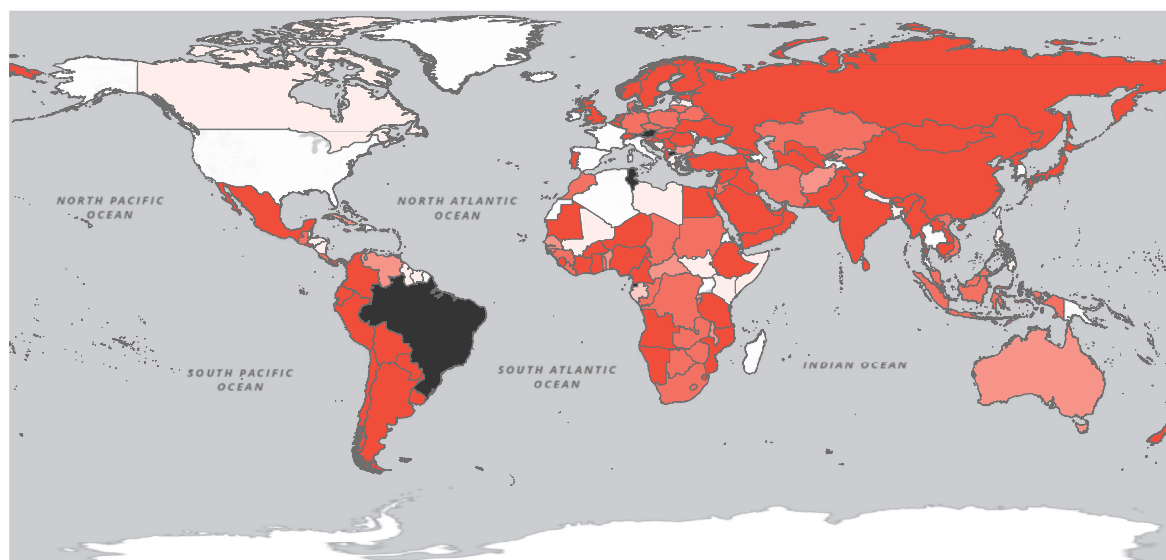 NORTH PACIFIC
OCEAN
NORTH ATLANTIC
OCEAN
SOUTH PACIFIC
OCEAN
SOUTH ATLANTIC
OCEAN
INDIAN OCEAN